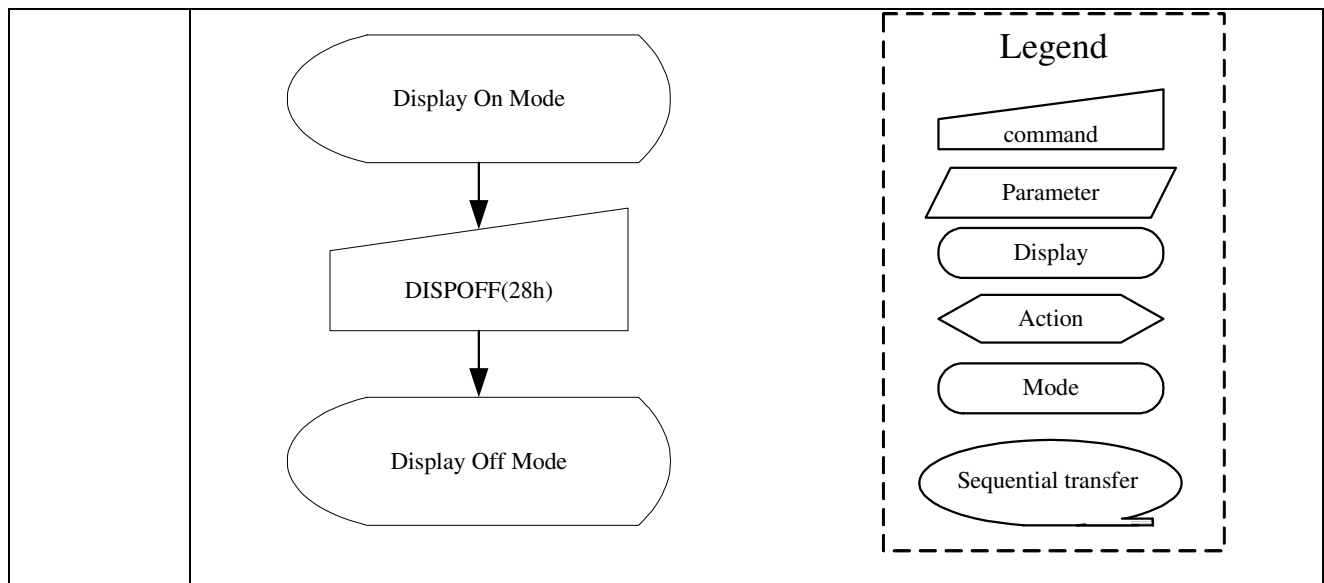 Display On Mode
DISPOFF(28h)
Display Off Mode
Legend
command
Parameter
Display
Action
Mode
Sequential transfer